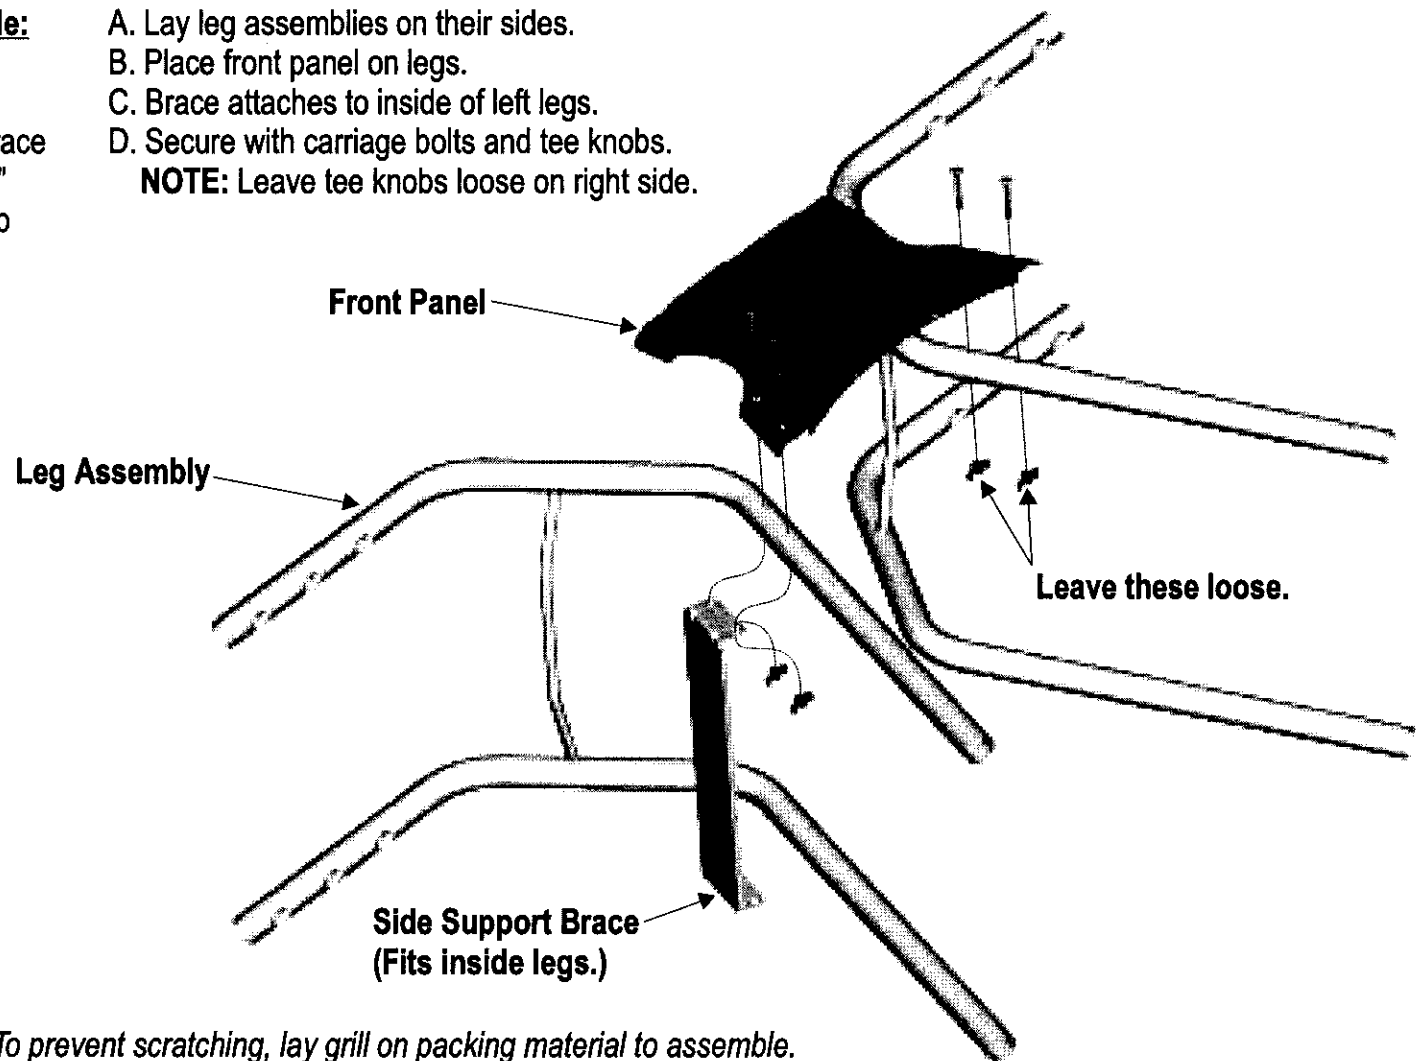 A. Lay leg assemblies on their sides.
B. Place front panel on legs.
C. Brace attaches to inside of left legs.
D. Secure with carriage bolts and tee knobs.
NOTE: Leave tee knobs loose on right side.
Front Panel
Leg Assembly
Leave these loose.
Side Support Brace
(Fits inside legs.)
To prevent scratching, lay grill on packing material to assemble.